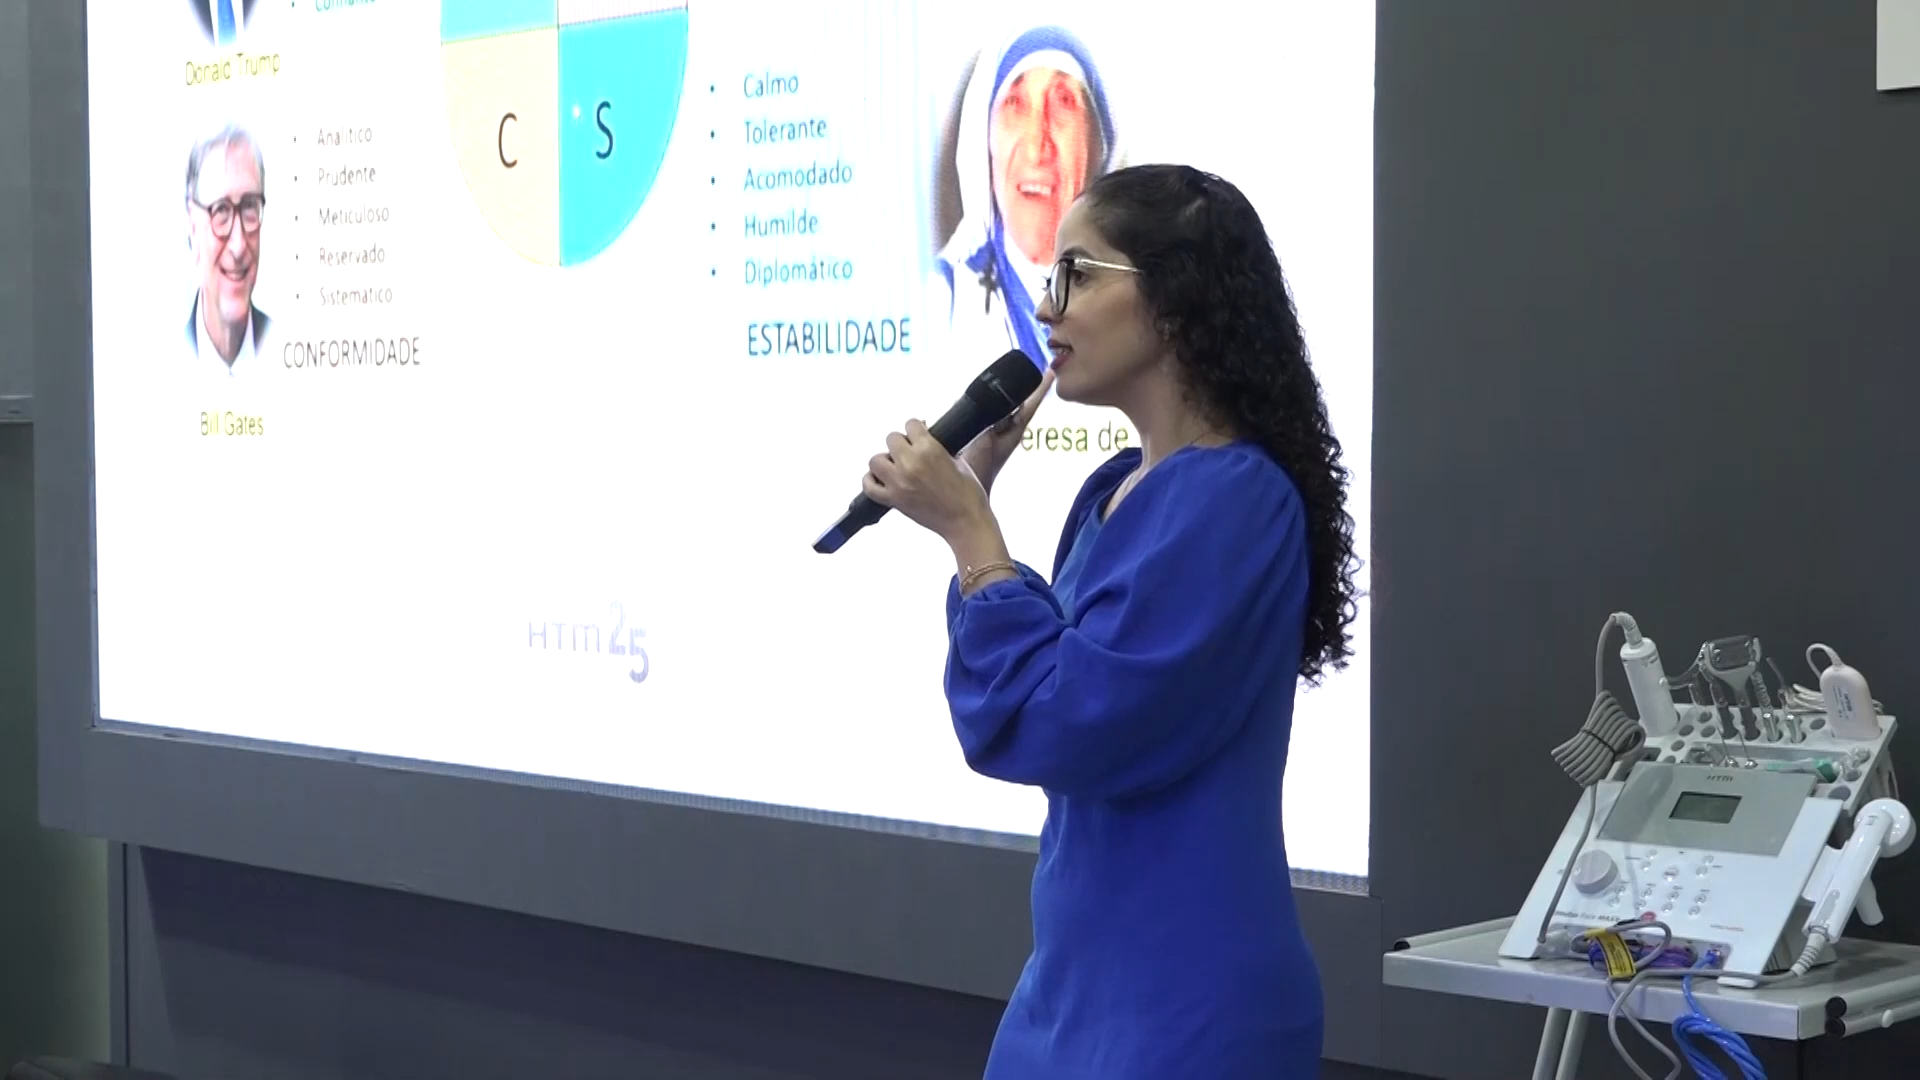 Confiante
Donald Trump
C
S
• Analítico
• Prudente
• Meticuloso
• Reservado
• Sistemático
CONFORMIDADE
Bill Gates
• Calmo
• Tolerante
• Acomodado
• Humilde
• Diplomático
ESTABILIDADE
eresa de
HTM 25
HTM